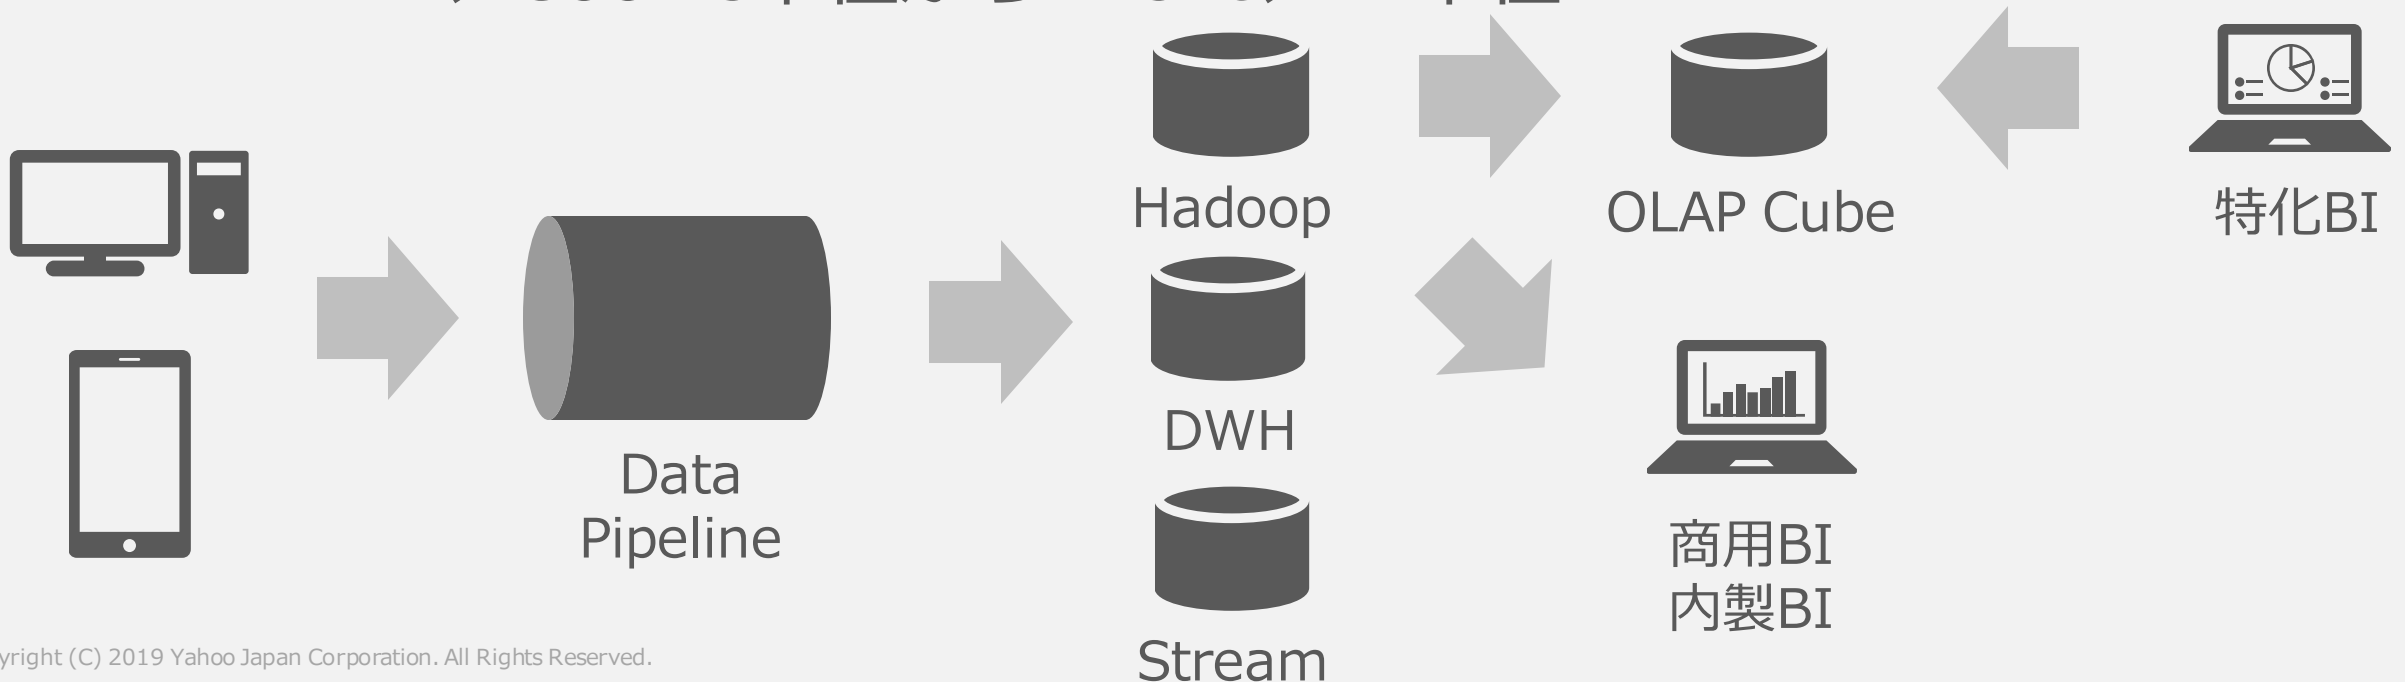 Hadoop
OLAP Cube
特化BI
DWH
Data
Pipeline
商用BI
内製BI
Stream
(C) 2019 Yahoo Japan Corporation. All Rights Reserved.